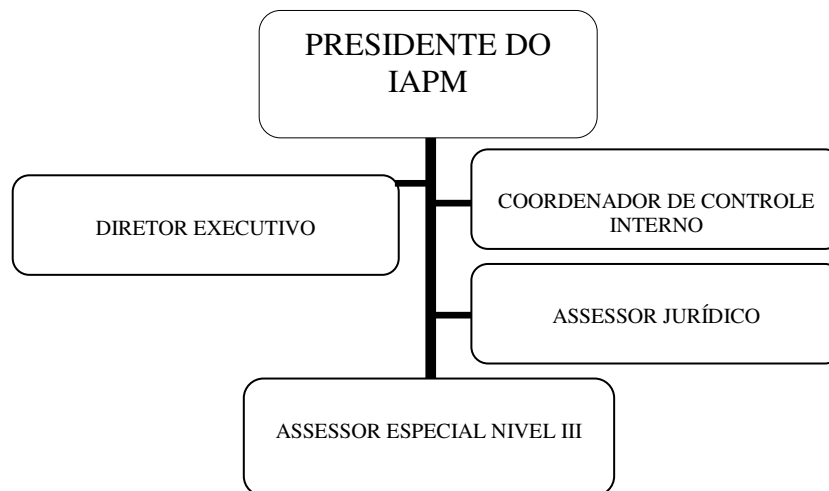 PRESIDENTE DO
IAPM
DIRETOR EXECUTIVO
COORDENADOR DE CONTROLE
INTERNO
ASSESSOR JURÍDICO
ASSESSOR ESPECIAL NIVEL III